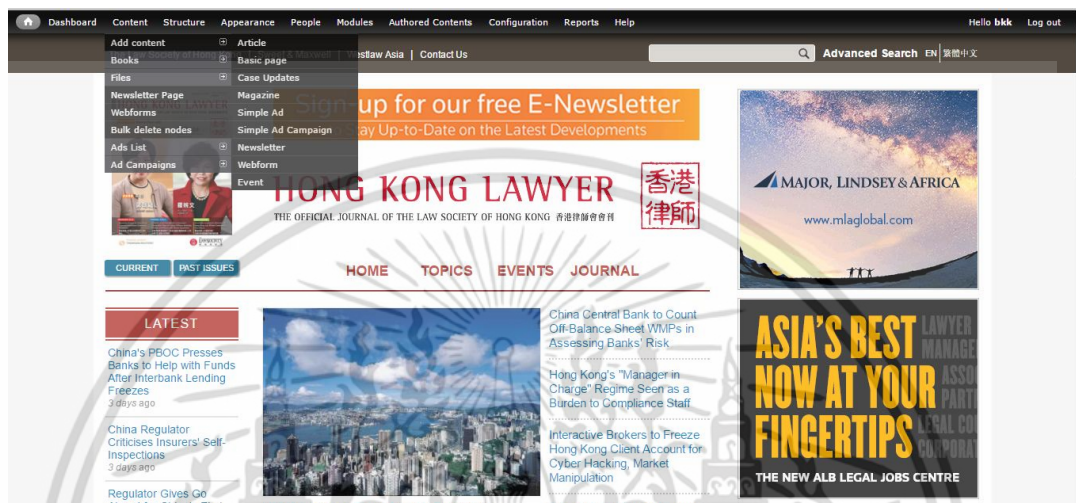 Dashboard Content Structure Appearance People Modules Authored Contents Configuration Reports Help Hello bkk Log out
Add content
Books
Files
Newsletter Page
Webforms
Bulk delete nodes
Ads List
Ad Campaigns
Article
Basic page
Case Updates
Magazine
Simple Ad
Simple Ad Campaign
Newsletter
Webform
Event
Westlaw Asia | Contact Us
Advanced Search EN 繁體中文
Sign-up for our free E-Newsletter
Stay Up-to-Date on the Latest Developments
HONG KONG LAWYER
THE OFFICIAL JOURNAL OF THE LAW SOCIETY OF HONG KONG 香港律師會會刊
香港
律師
CURRENT PAST ISSUES
HOME TOPICS EVENTS JOURNAL
LATEST
China's PBOC Presses
Banks to Help with Funds
After Interbank Lending
Freezes
3 days ago
China Regulator
Criticises Insurers' Self-
Inspections
3 days ago
Regulator Gives Go
China Central Bank to Count
Off-Balance Sheet WMPs in
Assessing Banks' Risk
Hong Kong's "Manager in
Charge" Regime Seen as a
Burden to Compliance Staff
Interactive Brokers to Freeze
Hong Kong Client Account for
Cyber Hacking, Market
Manipulation
MAJOR, LINDSEY & AFRICA
www.mlaglobal.com
ASIA'S BEST
NOW AT YOUR
FINGERTIPS
THE NEW ALB LEGAL JOBS CENTRE